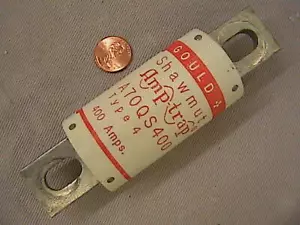 GOULD
Shawmut
Amp-trap
A70QS400
Type 4
400 Amps.